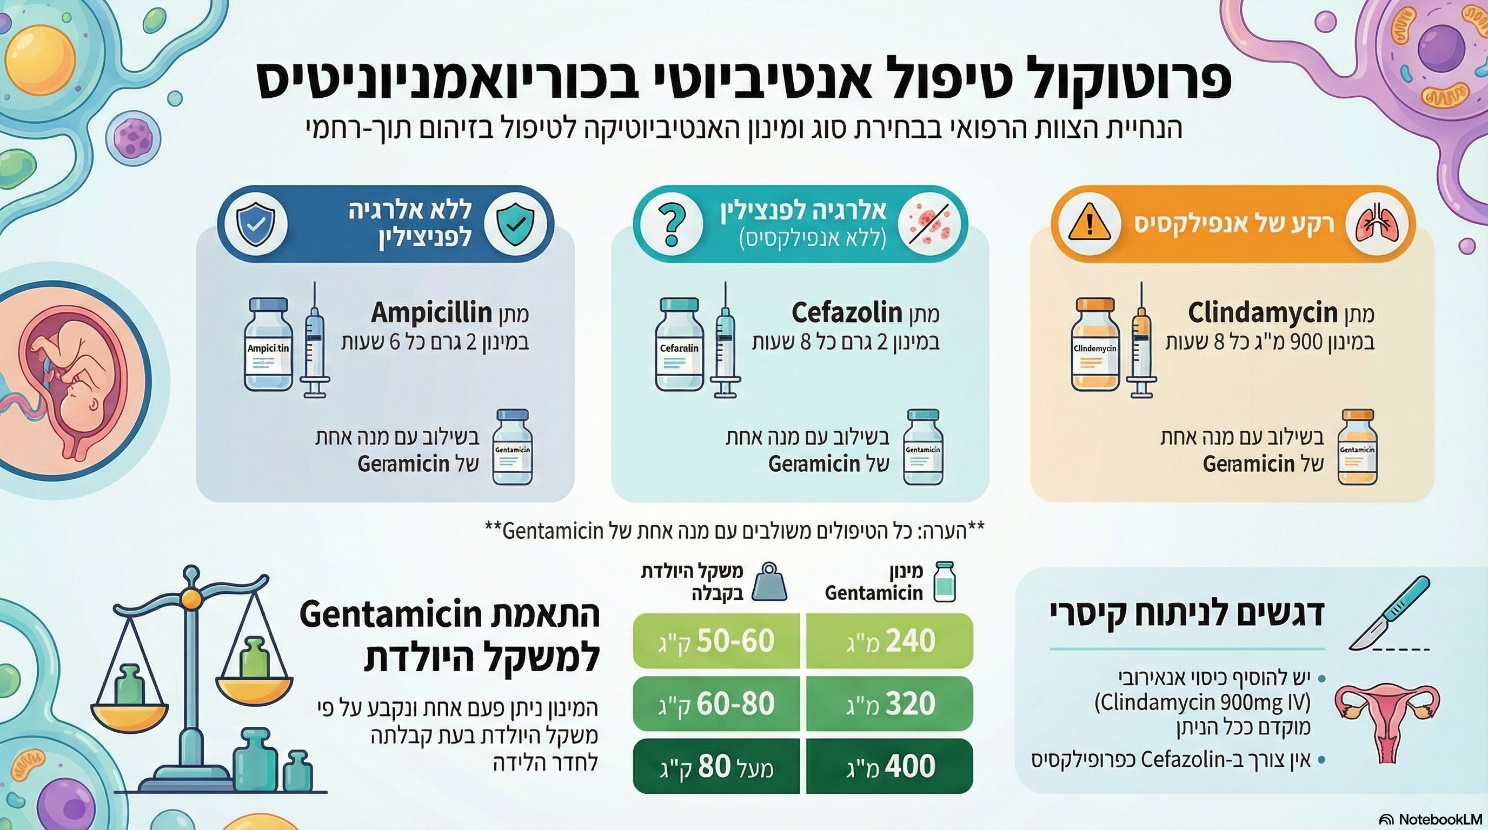 פרוטוקול טיפול אנטיביוטי בכוריואמניוניטיס
הנחיית הצוות הרפואי בבחירת סוג ומינון האנטיביוטיקה לטיפול בזיהום תוך-רחמי
רקע של אנפילקסיס
מתן Clindamycin
במינון 900 מ"ג כל 8 שעות
Clindemycin
בשילוב עם מנה אחת
של Geramicin
Gentamicin
אלרגיה לפנצילין
(ללא אנפילקסיס)
?
מתן Cefazolin
במינון 2 גרם כל 8 שעות
Cefaralin
בשילוב עם מנה אחת
של Geramicin
Gentamicin
ללא אלרגיה
לפניצילין
מתן Ampicillin
במינון 2 גרם כל 6 שעות
Ampici.tin
בשילוב עם מנה אחת
של Geramicin
Gentamicin
**הערה: כל הטיפולים משולבים עם מנה אחת של Gentamicin**
דגשים לניתוח קיסרי
• יש להוסיף כיסוי אנאירובי
(Clindamycin 900mg IV)
מוקדם ככל הניתן
• אין צורך ב-Cefazolin כפרופילקסיס
מינון
Gentamicin
משקל היולדת
בקבלה
240 מ"ג
50-60 ק"ג
320 מ"ג
60-80 ק"ג
400 מ"ג
מעל 80 ק"ג
התאמת Gentamicin
למשקל היולדת
המינון ניתן פעם אחת ונקבע על פי
משקל היולדת בעת קבלתה
לחדר הלידה
NotebookLM